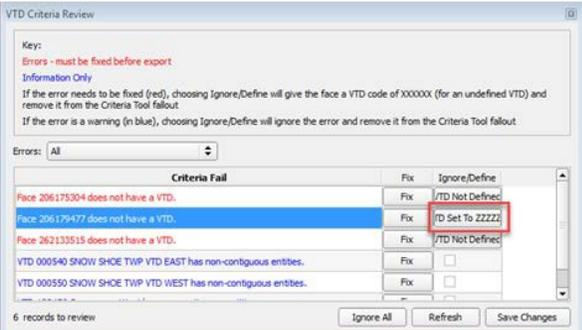 VTD Criteria Review
Key:
Errors - must be fixed before export
Information Only
If the error needs to be fixed (red), choosing Ignore/Define will give the face a VTD code of XXXXXX (for an undefined VTD) and
remove it from the Criteria Tool fallout
If the error is a warning (in blue), choosing Ignore/Define will ignore the error and remove it from the Criteria Tool fallout
Errors: All
Criteria Fail Fix Ignore/Define
Face 206175304 does not have a VTD. Fix /TD Not Defined
Face 206179477 does not have a VTD. Fix TD Set To ZZZZZ
Face 262133515 does not have a VTD. Fix /TD Not Defined
VTD 000540 SNOW SHOE TWP VTD EAST has non-contiguous entities. Fix
VTD 000550 SNOW SHOE TWP VTD WEST has non-contiguous entities. Fix
6 records to review Ignore All Refresh Save Changes